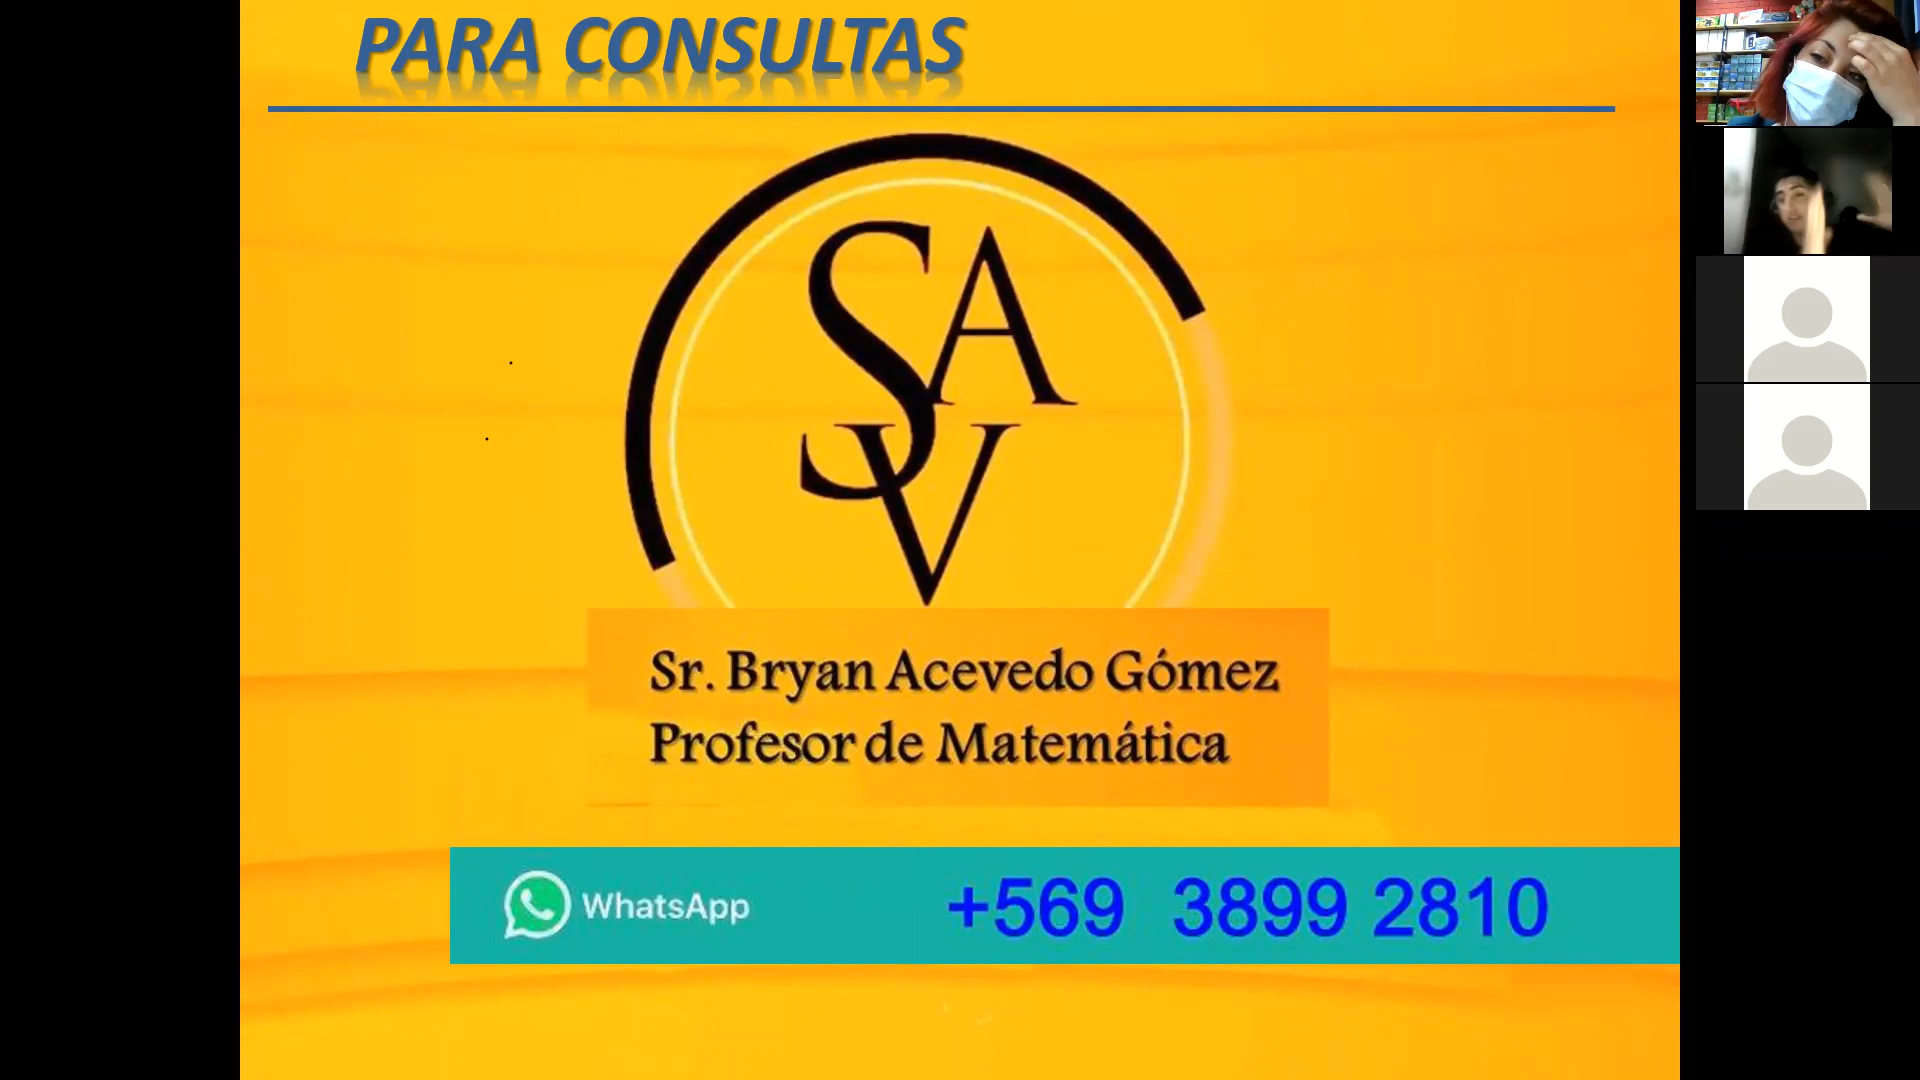 PARA CONSULTAS
SAV
Sr. Bryan Acevedo Gómez
Profesor de Matemática
WhatsApp +569 3899 2810